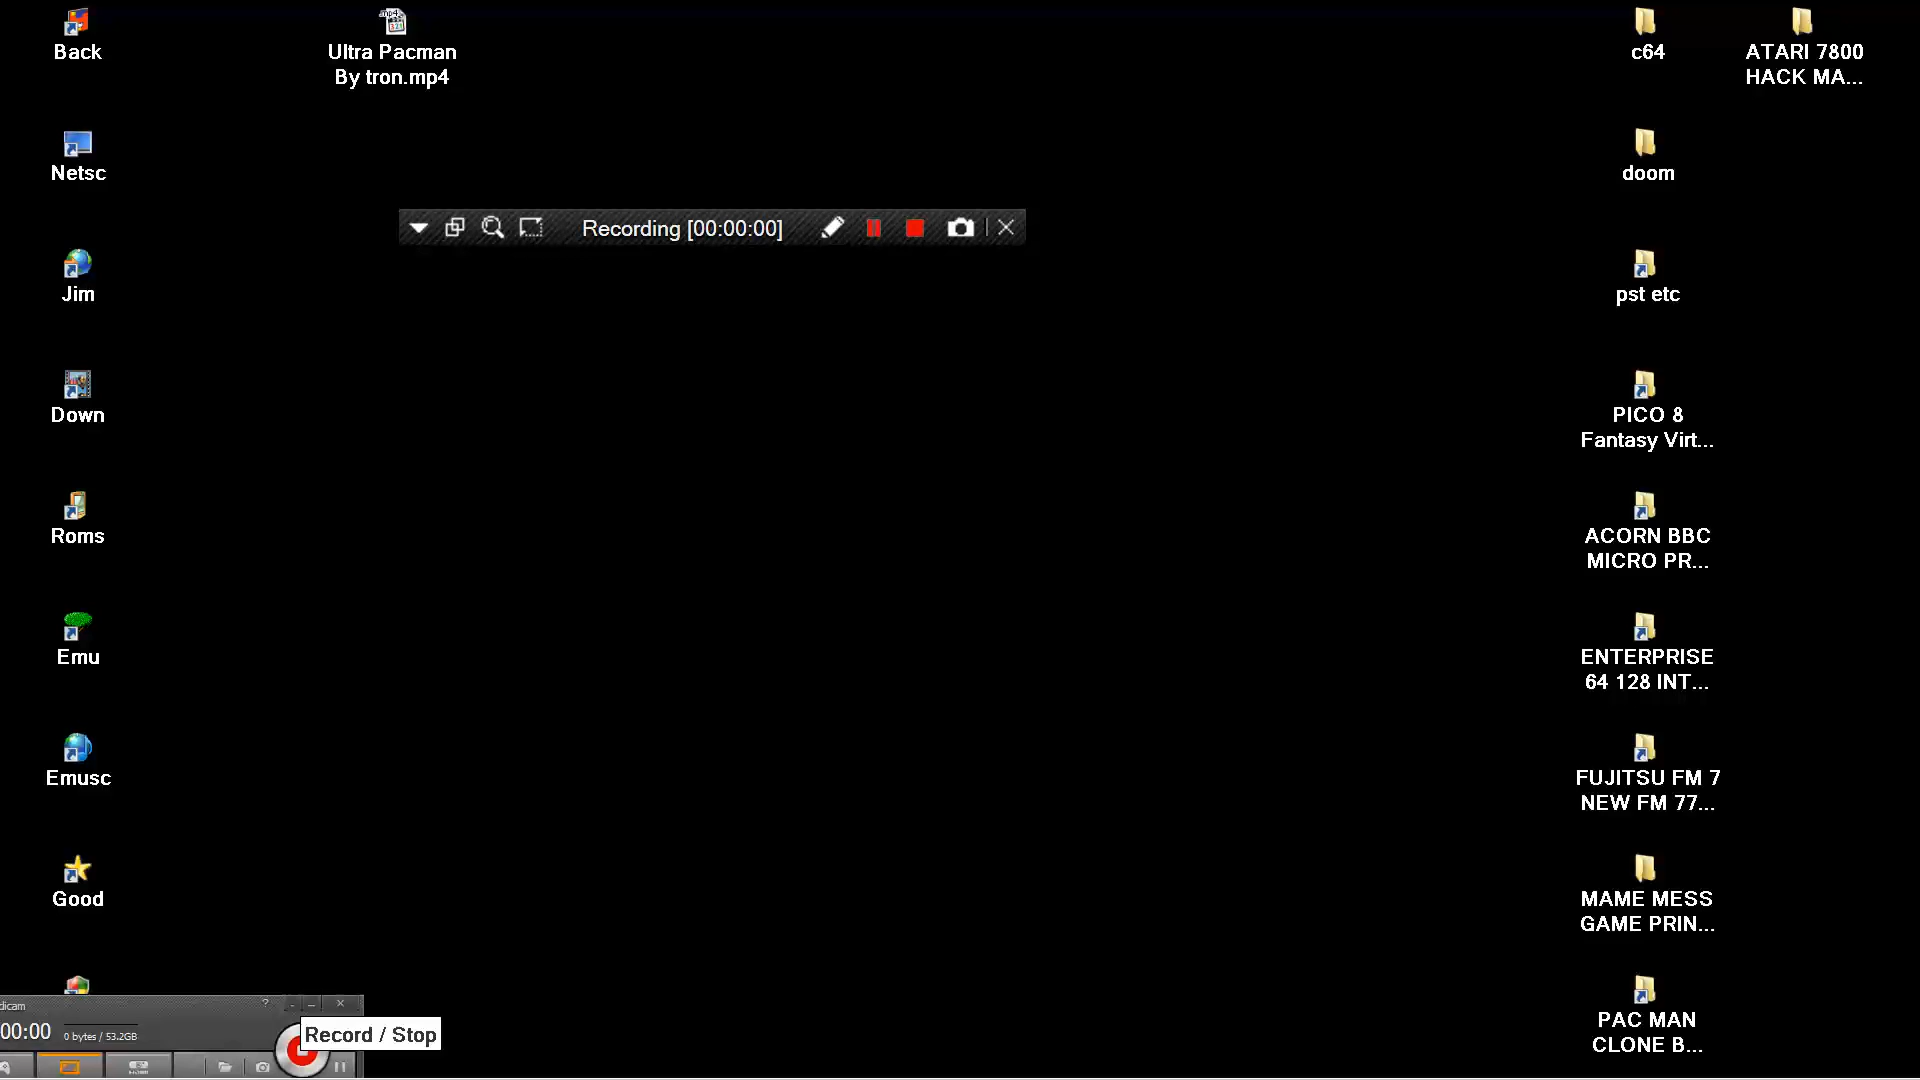 Back
Ultra Pacman
By tron.mp4
c64
ATARI 7800
HACK MA...
Netsc
doom
Recording [00:00:00]
Jim
pst etc
Down
PICO 8
Fantasy Virt...
Roms
ACORN BBC
MICRO PR...
Emu
ENTERPRISE
64 128 INT...
Emusc
FUJITSU FM 7
NEW FM 77...
Good
MAME MESS
GAME PRIN...
dicam
00:00
0 bytes / 53.2GB
Record / Stop
PAC MAN
CLONE B...